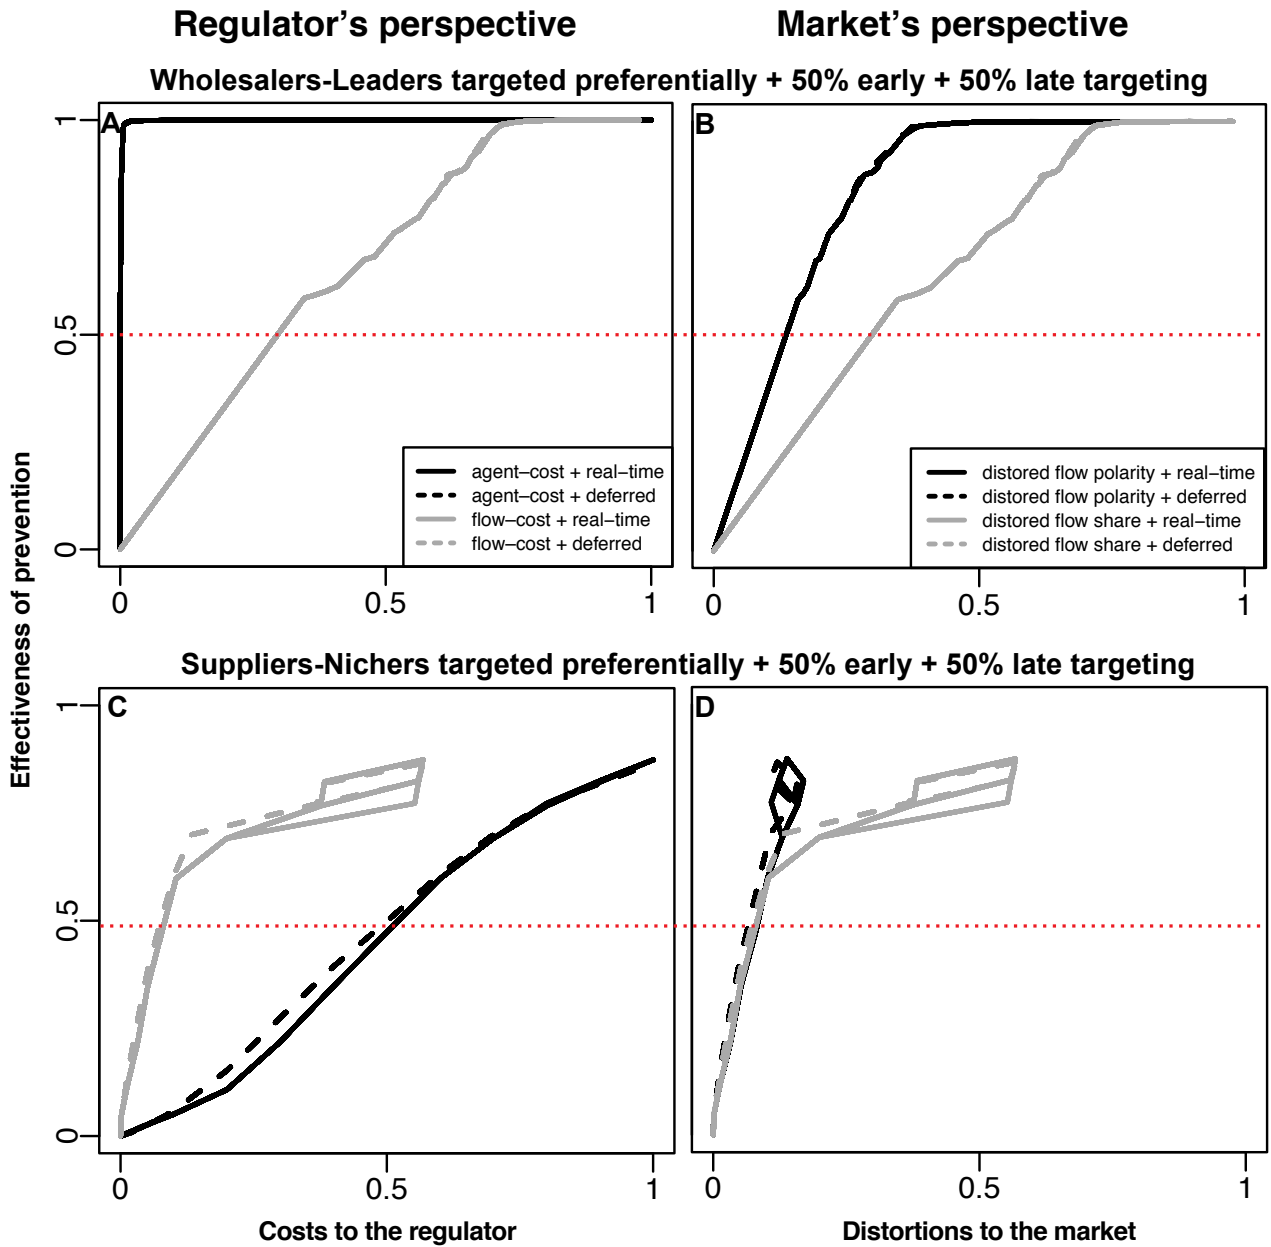 Regulator's perspective
Market's perspective
Wholesalers-Leaders targeted preferentially + 50% early + 50% late targeting
A
B
1
0.5
0
agent–cost + real–time
agent–cost + deferred
flow–cost + real–time
flow–cost + deferred
distored flow polarity + real–time
distored flow polarity + deferred
distored flow share + real–time
distored flow share + deferred
0
0.5
1
0
0.5
1
Effectiveness of prevention
Suppliers-Nichers targeted preferentially + 50% early + 50% late targeting
C
D
1
0.5
0
0
0.5
1
0
0.5
1
Costs to the regulator
Distortions to the market